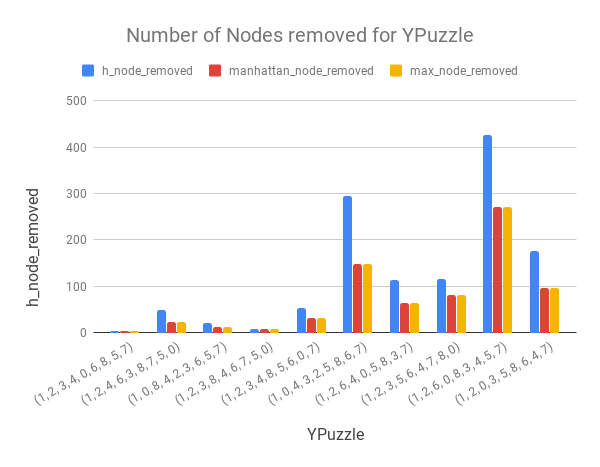 Number of Nodes removed for YPuzzle
h_node_removed manhattan_node_removed max_node_removed
500
400
300
200
100
0
h_node_removed
(1, 2, 3, 4, 0, 6, 8, 5, 7)
(1, 2, 4, 6, 3, 8, 7, 5, 0)
(1, 0, 8, 4, 2, 3, 6, 5, 7)
(1, 2, 3, 8, 4, 6, 7, 5, 0)
(1, 2, 3, 4, 8, 5, 6, 0, 7)
(1, 0, 4, 3, 2, 5, 8, 6, 7)
(1, 2, 6, 4, 0, 5, 8, 3, 7)
(1, 2, 3, 5, 6, 4, 7, 8, 0)
(1, 2, 6, 0, 8, 3, 4, 5, 7)
(1, 2, 0, 3, 5, 8, 6, 4, 7)
YPuzzle